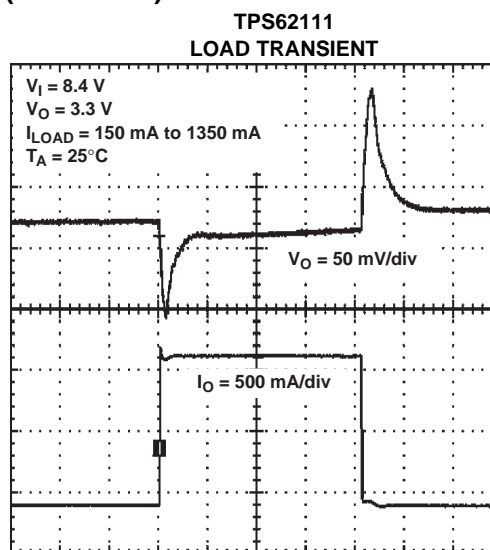 TPS62111
LOAD TRANSIENT
V_I = 8.4 V
V_O = 3.3 V
I_LOAD = 150 mA to 1350 mA
T_A = 25°C
V_O = 50 mV/div
I_O = 500 mA/div